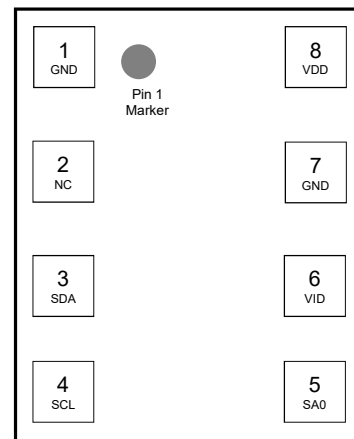 1
GND
Pin 1
Marker
8
VDD
2
NC
7
GND
3
SDA
6
VID
4
SCL
5
SA0